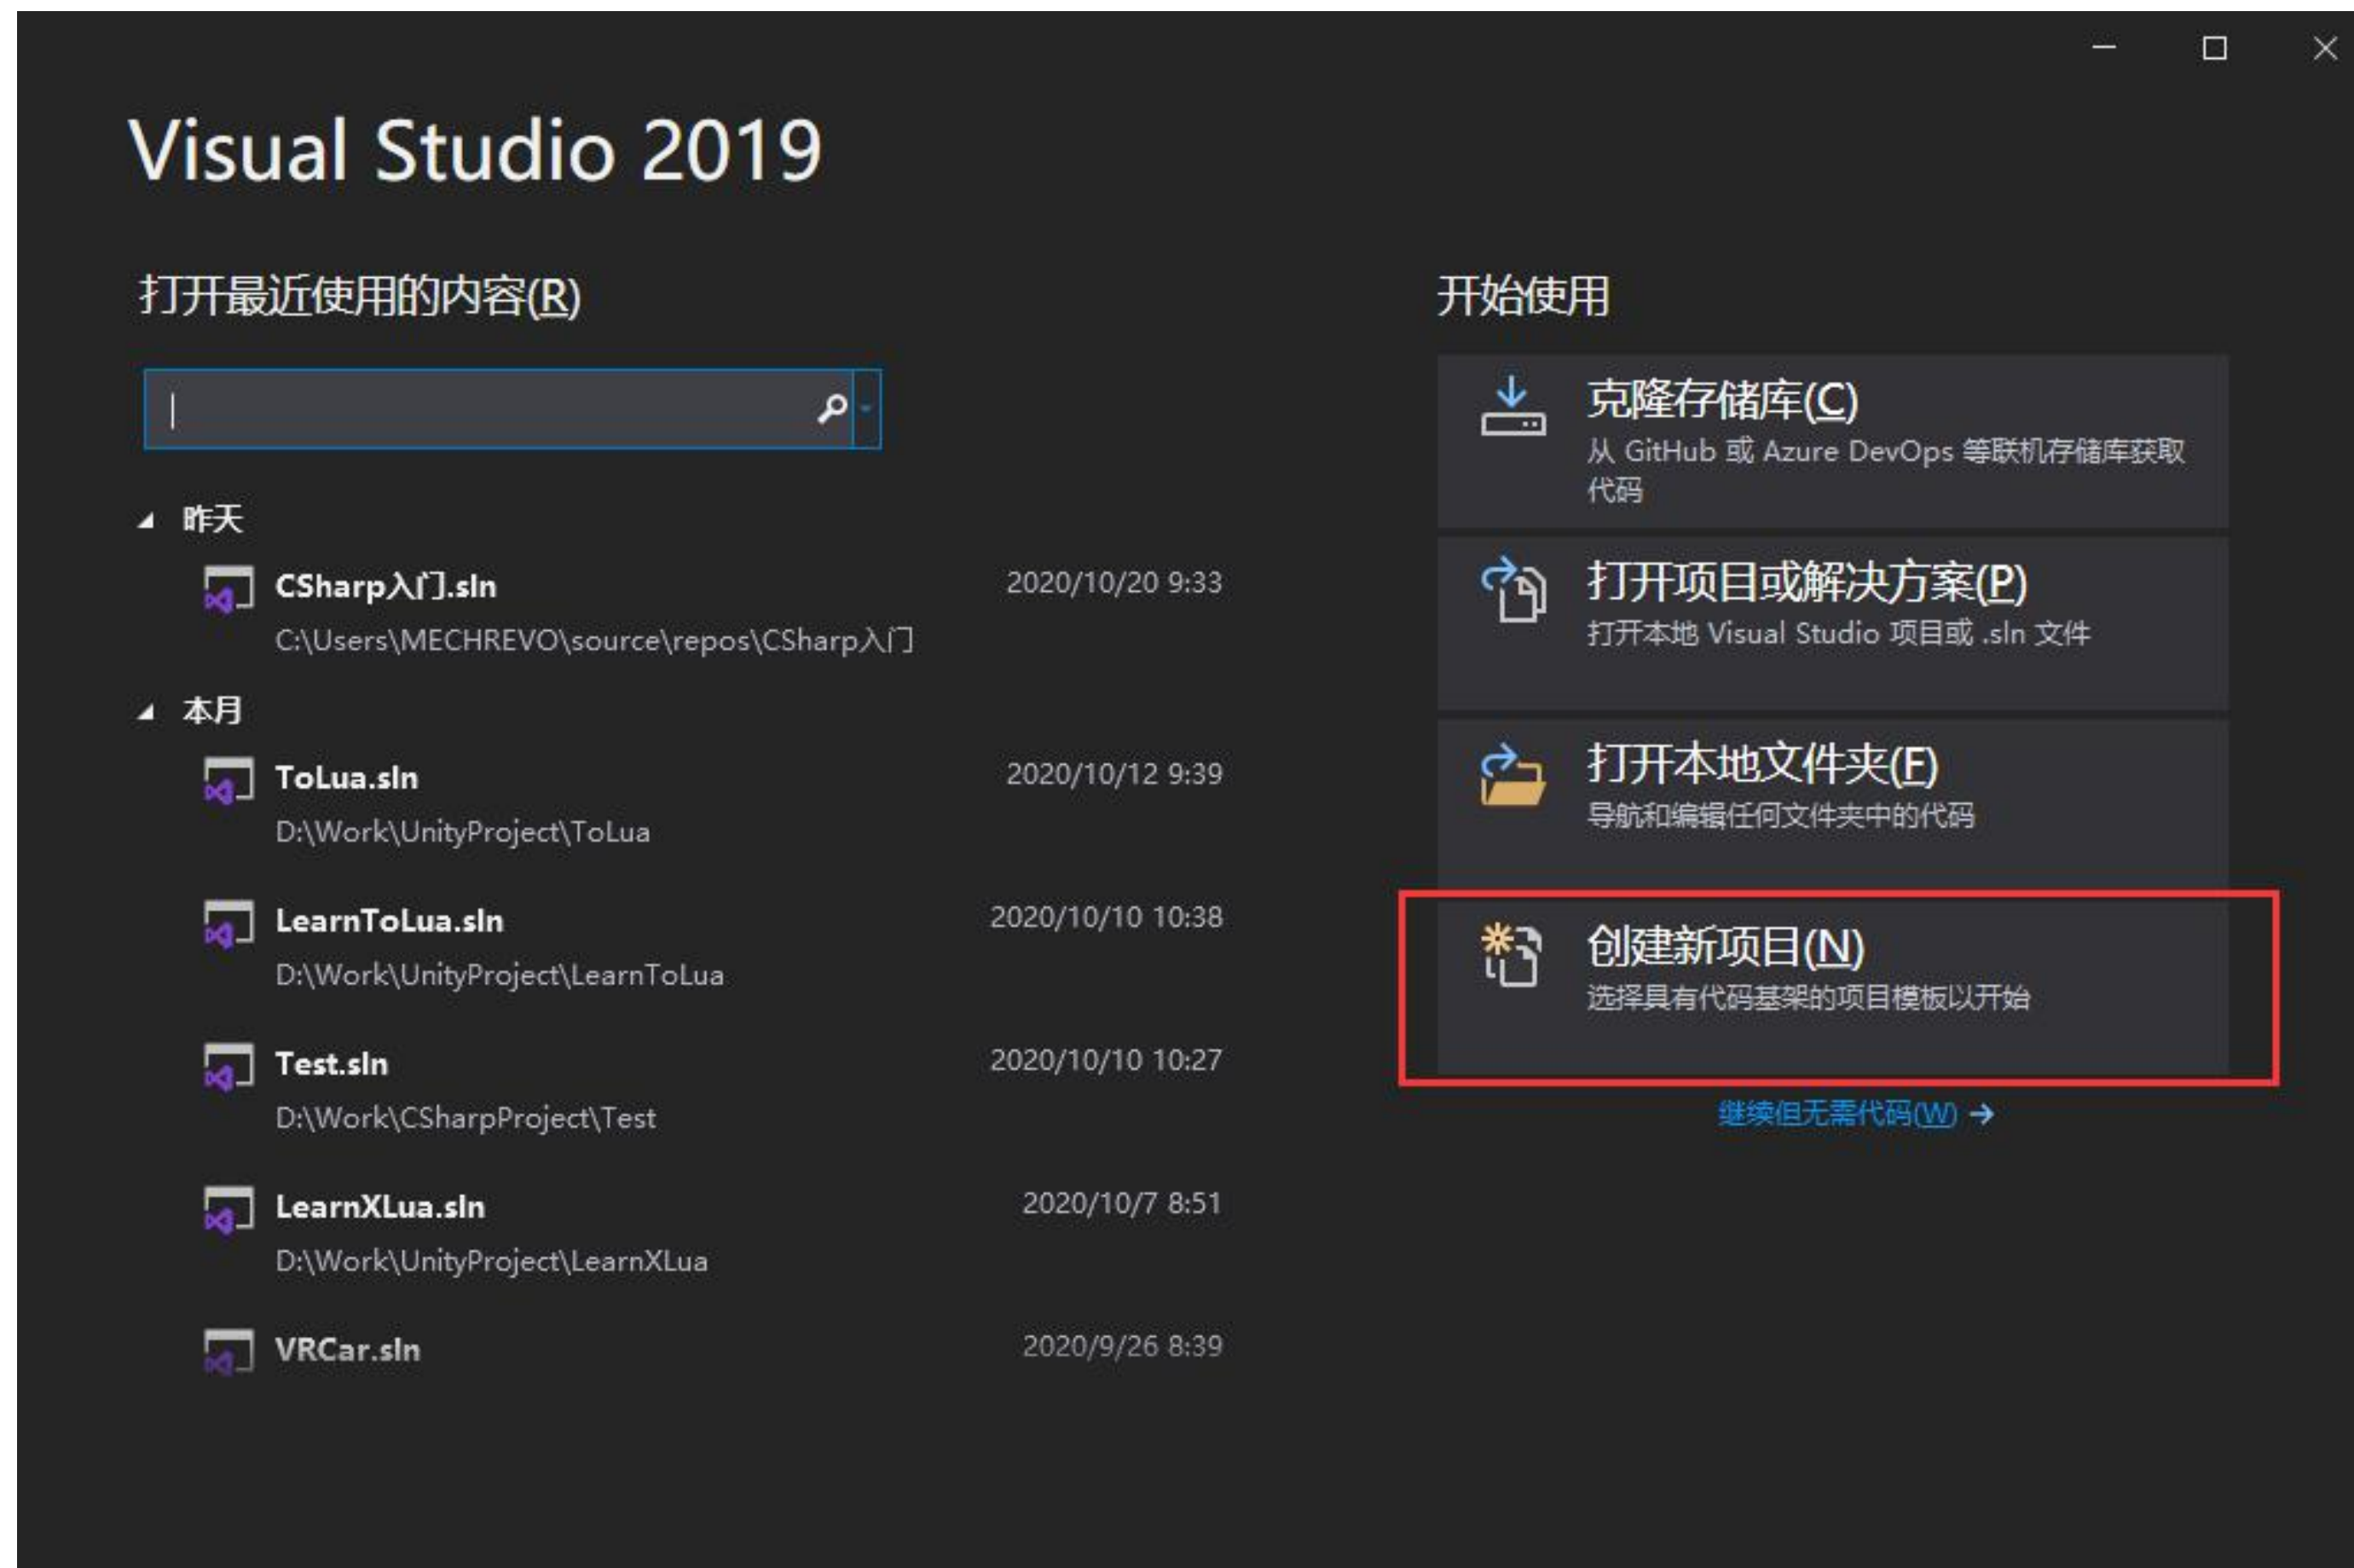 Visual Studio 2019
打开最近使用的内容(R)
昨天
CSharp入门.sln 2020/10/20 9:33
C:\Users\MECHREVO\source\repos\CSharp入门
本月
ToLua.sln 2020/10/12 9:39
D:\Work\UnityProject\ToLua
LearnToLua.sln 2020/10/10 10:38
D:\Work\UnityProject\LearnToLua
Test.sln 2020/10/10 10:27
D:\Work\CSharpProject\Test
LearnXLua.sln 2020/10/7 8:51
D:\Work\UnityProject\LearnXLua
VRCar.sln 2020/9/26 8:39
开始使用
克隆存储库(C)
从 GitHub 或 Azure DevOps 等联机存储库获取
代码
打开项目或解决方案(P)
打开本地 Visual Studio 项目或 .sln 文件
打开本地文件夹(F)
导航和编辑任何文件夹中的代码
创建新项目(N)
选择具有代码基架的项目模板以开始
继续但无需代码(W) →